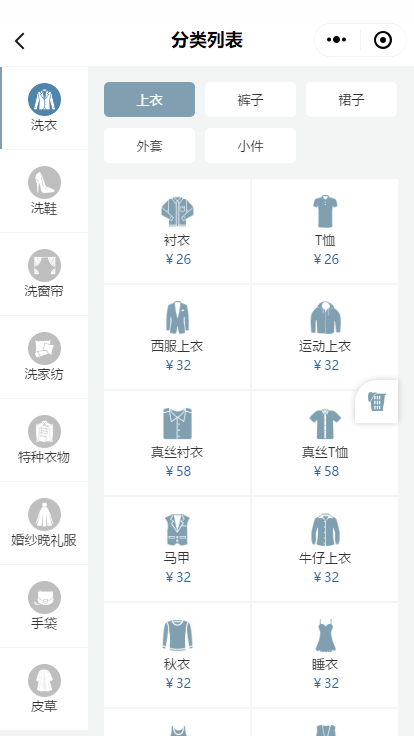 分类列表
洗衣
洗鞋
洗窗帘
洗家纺
特种衣物
婚纱晚礼服
手袋
皮草
上衣
裤子
裙子
外套
小件
衬衣
￥26
T恤
￥26
西服上衣
￥32
运动上衣
￥32
真丝衬衣
￥58
真丝T恤
￥58
马甲
￥32
牛仔上衣
￥32
秋衣
￥32
睡衣
￥32